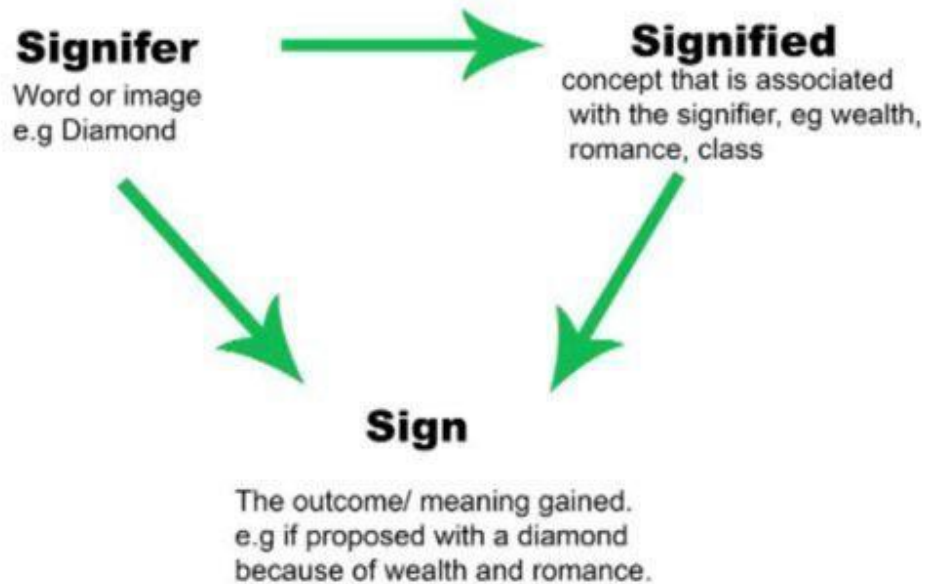 Signifer
Word or image
e.g Diamond
Signified
concept that is associated
with the signifier, eg wealth,
romance, class
Sign
The outcome/ meaning gained.
e.g if proposed with a diamond
because of wealth and romance.